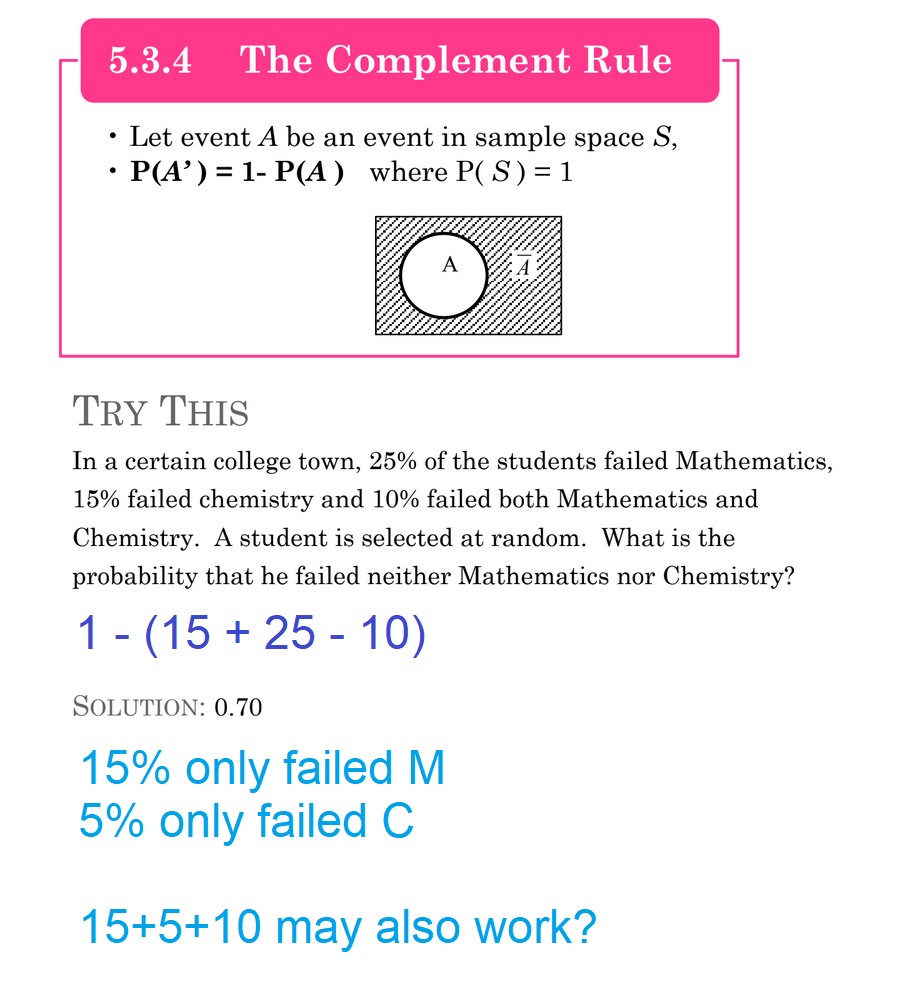 5.3.4 The Complement Rule
• Let event A be an event in sample space S,
• P(A’) = 1- P(A ) where P( S ) = 1
A A̅
TRY THIS
In a certain college town, 25% of the students failed Mathematics,
15% failed chemistry and 10% failed both Mathematics and
Chemistry. A student is selected at random. What is the
probability that he failed neither Mathematics nor Chemistry?
1 - (15 + 25 - 10)
SOLUTION: 0.70
15% only failed M
5% only failed C
15+5+10 may also work?